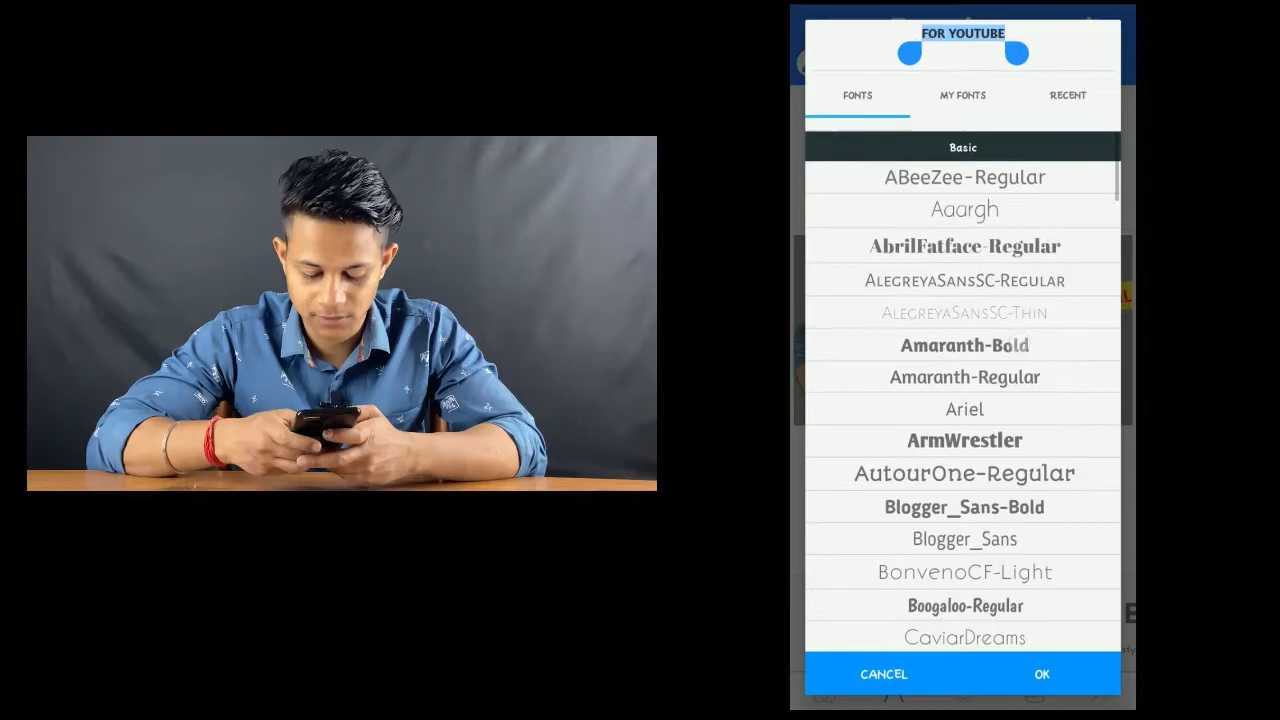 FOR YOUTUBE
FONTS MY FONTS RECENT
Basic
ABeeZee-Regular
Aaargh
AbrilFatface-Regular
AlegreyaSansSC-Regular
AlegreyaSansSC-Thin
Amaranth-Bold
Amaranth-Regular
Ariel
ArmWrestler
AutourOne-Regular
Blogger_Sans-Bold
Blogger_Sans
BonvenoCF-Light
Boogaloo-Regular
CaviarDreams
CANCEL OK